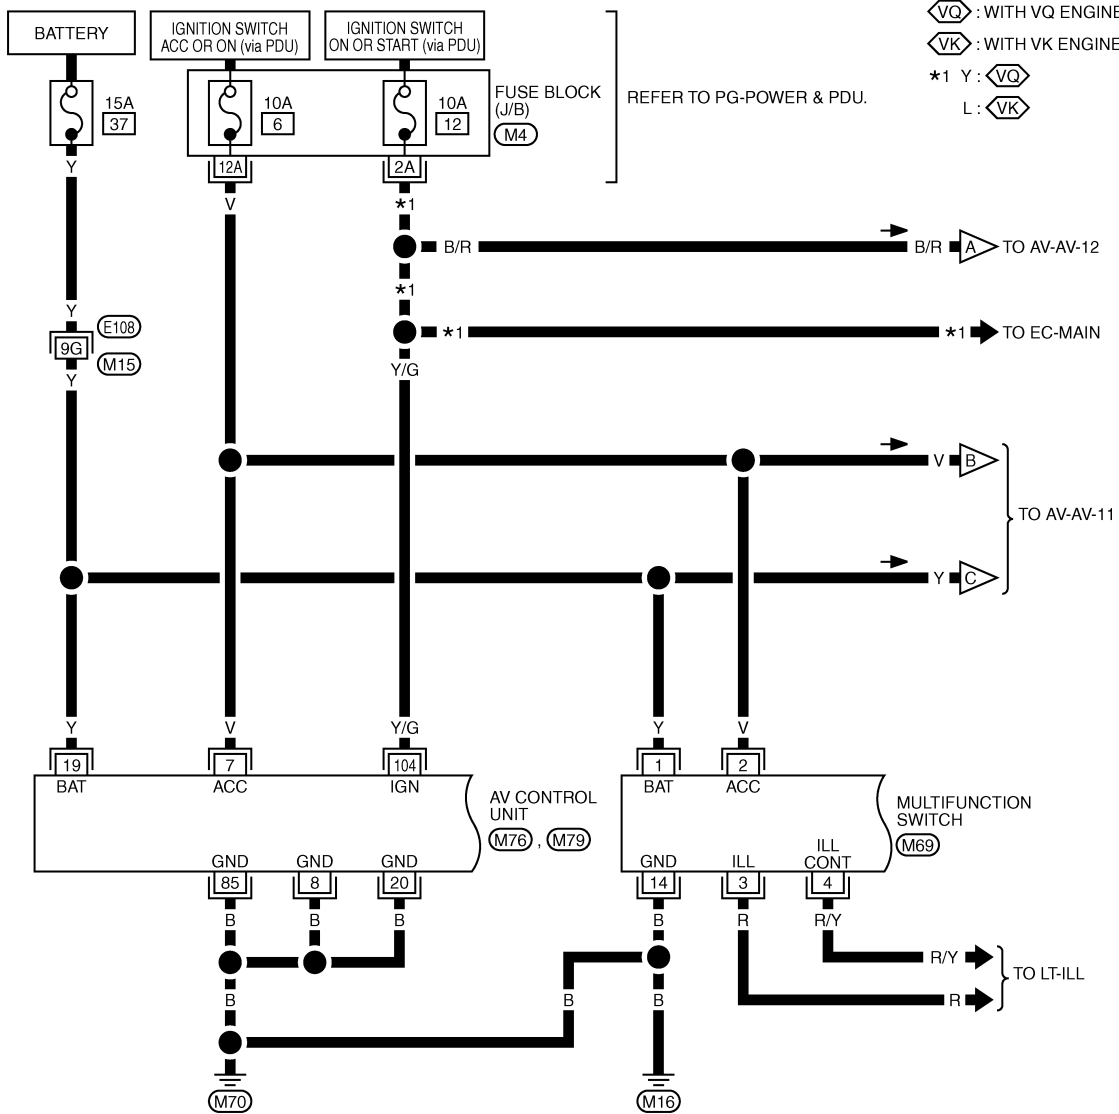 BATTERY
IGNITION SWITCH
ACC OR ON (via PDU)
IGNITION SWITCH
ON OR START (via PDU)
VQ : WITH VQ ENGINE
VK : WITH VK ENGINE
*1 Y : VQ
L : VK
15A
37
10A
6
10A
12
FUSE BLOCK
(J/B)
M4
REFER TO PG-POWER & PDU.
12A
2A
Y
V
*1
B/R
B/R
A
TO AV-AV-12
*1
Y
E108
9G
M15
Y
*1
*1
TO EC-MAIN
Y/G
V
B
TO AV-AV-11
Y
C
Y
V
Y/G
Y
V
19
7
104
1
2
BAT
ACC
IGN
BAT
ACC
AV CONTROL
UNIT
M76 , M79
MULTIFUNCTION
SWITCH
M69
GND
GND
GND
GND
ILL
ILL
CONT
85
8
20
14
3
4
B
B
B
B
R
R/Y
R/Y
TO LT-ILL
R
B
B
B
M70
M16